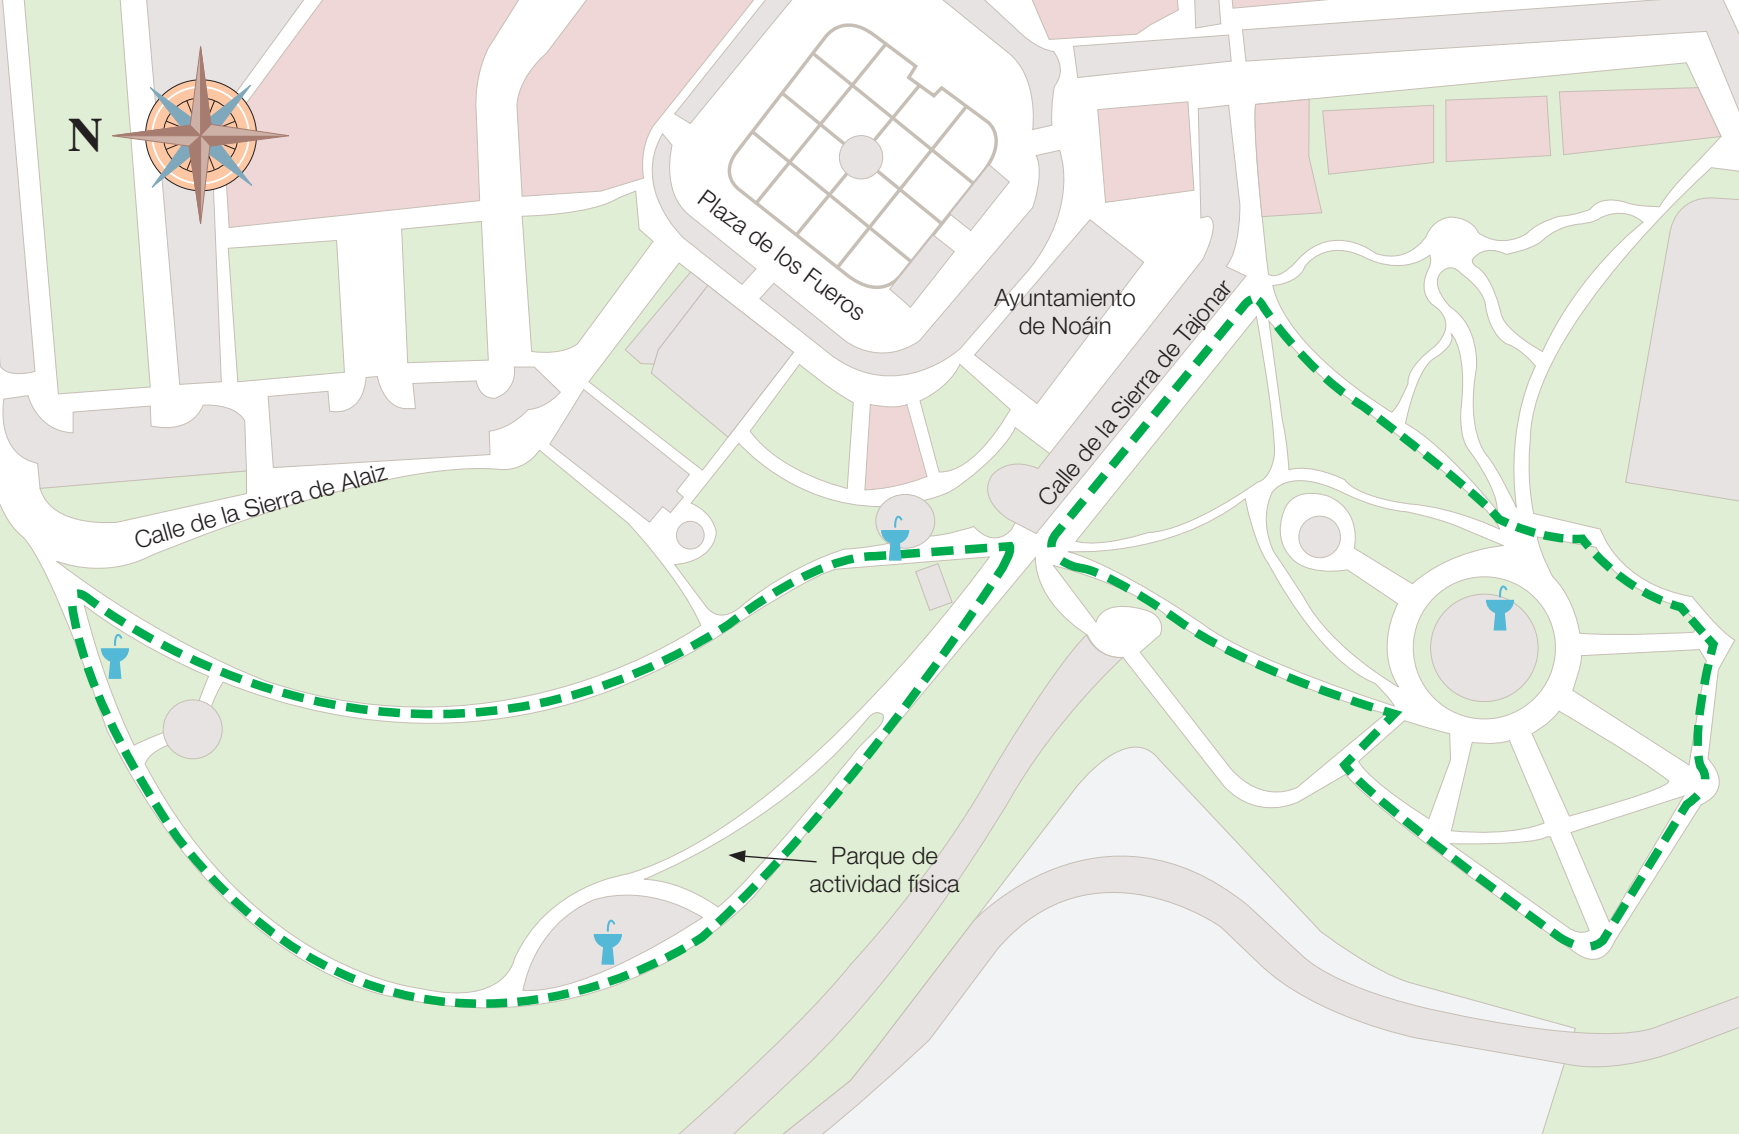 N
Plaza de los Fueros
Ayuntamiento
de Noáin
Calle de la Sierra de Tajonar
Calle de la Sierra de Alaiz
Parque de
actividad física